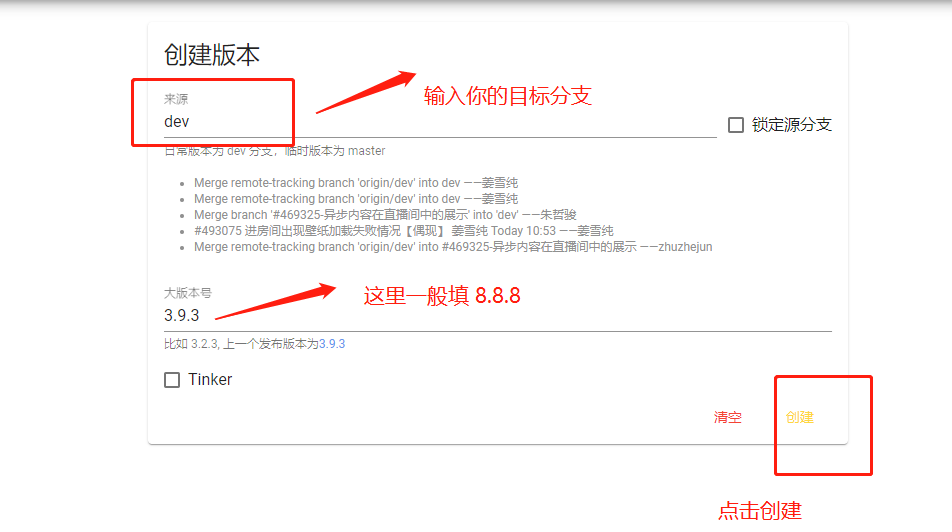 创建版本
来源
输入你的目标分支
dev
锁定源分支
日常版本为 dev 分支，临时版本为 master
Merge remote-tracking branch 'origin/dev' into dev ——姜雪纯
Merge remote-tracking branch 'origin/dev' into dev ——姜雪纯
Merge branch '#469325-异步内容在直播间中的展示' into 'dev' ——朱哲骏
#493075 进房间出现壁纸加载失败情况【偶现】 姜雪纯 Today 10:53 ——姜雪纯
Merge remote-tracking branch 'origin/dev' into #469325-异步内容在直播间中的展示 ——zhuzhejun
大版本号
这里一般填 8.8.8
3.9.3
比如 3.2.3, 上一个发布版本为3.9.3
Tinker
清空 创建
点击创建